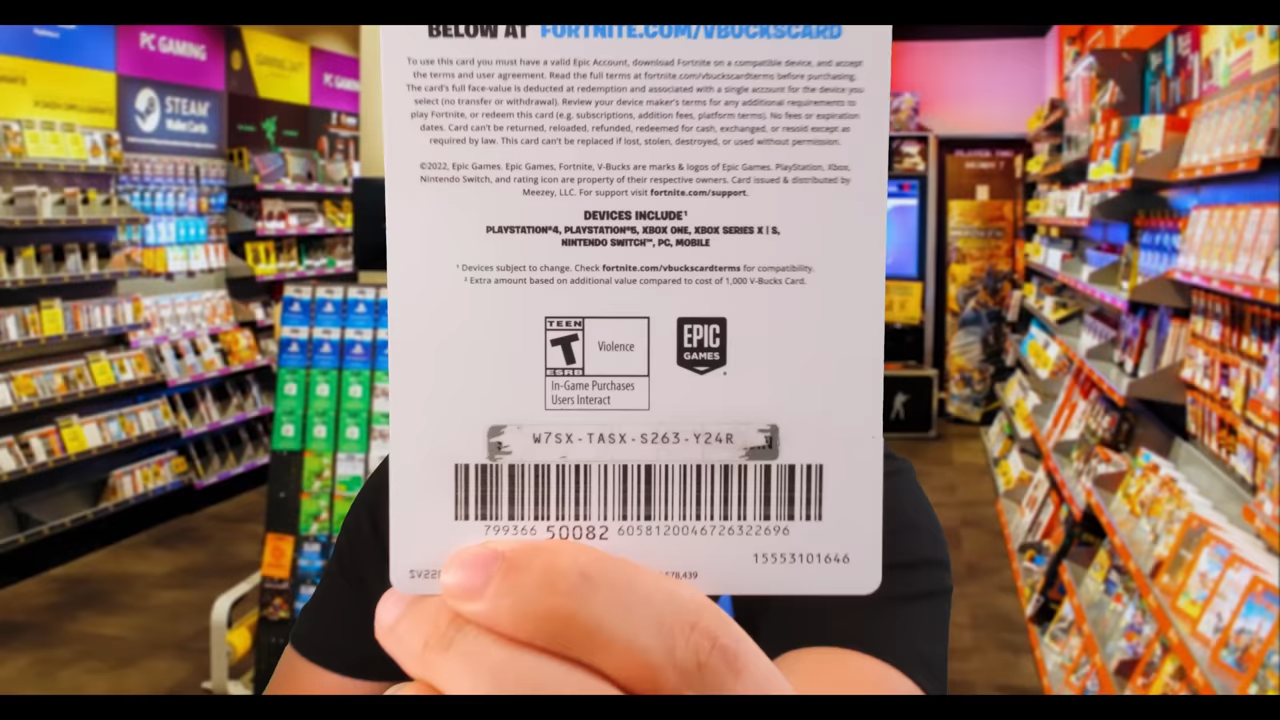 BELOW AT FORTNITE.COM/VBUCKSCARD
To use this card you must have a valid Epic Account, download Fortnite on a compatible device, and accept
the terms and user agreement. Read the full terms at fortnite.com/vbuckscardterms before purchasing.
The card's full face-value is deducted at redemption and associated with a single account for the device you
select (no transfer or withdrawal). Review your device maker's terms for any additional requirements to
play Fortnite, or redeem this card (e.g. subscriptions, addition fees, platform terms). No fees or expiration
dates. Card can't be returned, reloaded, refunded, redeemed for cash, exchanged, or resold except as
required by law. This card can't be replaced if lost, stolen, destroyed, or used without permission.
©2022, Epic Games. Epic Games, Fortnite, V-Bucks are marks & logos of Epic Games. PlayStation, Xbox,
Nintendo Switch, and rating icon are property of their respective owners. Card issued & distributed by
Meezey, LLC. For support visit fortnite.com/support.
DEVICES INCLUDE¹
PLAYSTATION®4, PLAYSTATION®5, XBOX ONE, XBOX SERIES X | S,
NINTENDO SWITCH™, PC, MOBILE
¹ Devices subject to change. Check fortnite.com/vbuckscardterms for compatibility.
² Extra amount based on additional value compared to cost of 1,000 V-Bucks Card.
TEEN
T
ESRB
Violence
In-Game Purchases
Users Interact
EPIC
GAMES
W7SX-TASX-S263-Y24R
799366 50082 6058120046726322696
15553101646
78,439
PC GAMING
STEAM